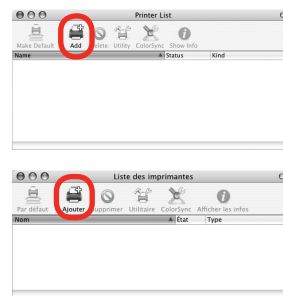 Printer List
Make Default Add Delete Utility ColorSync Show Info
Name Status Kind
Liste des imprimantes
Par défaut Ajouter Supprimer Utilitaire ColorSync Afficher les infos
Nom État Type